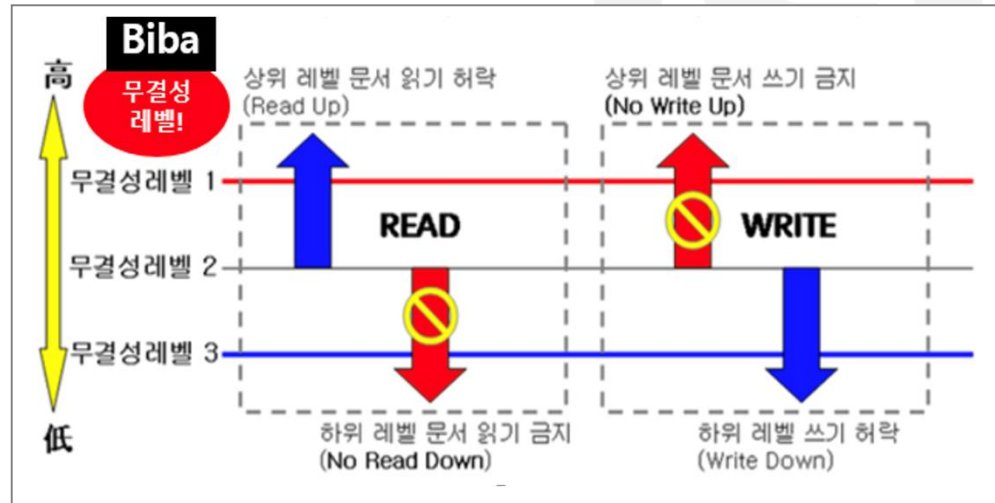 Biba
무결성
레벨!
高
상위 레벨 문서 읽기 허락
(Read Up)
상위 레벨 문서 쓰기 금지
(No Write Up)
무결성레벨 1
READ
WRITE
무결성레벨 2
무결성레벨 3
低
하위 레벨 문서 읽기 금지
(No Read Down)
하위 레벨 쓰기 허락
(Write Down)